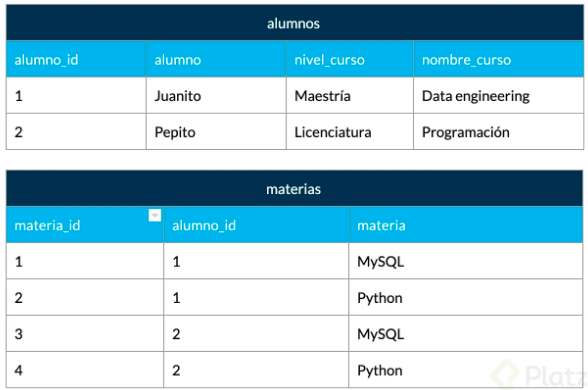 alumnos
alumno_id alumno nivel_curso nombre_curso
1 Juanito Maestría Data engineering
2 Pepito Licenciatura Programación
materias
materia_id alumno_id materia
1 1 MySQL
2 1 Python
3 2 MySQL
4 2 Python
Platz